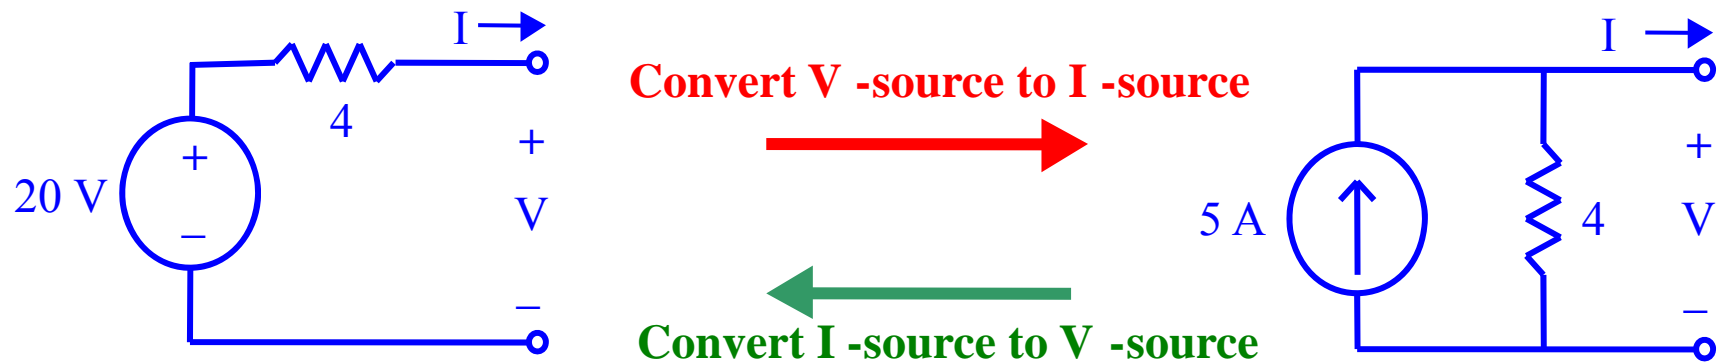 I
4
+
20 V
+
–
V
–
Convert V -source to I -source
Convert I -source to V -source
I
5 A
4
+
V
–